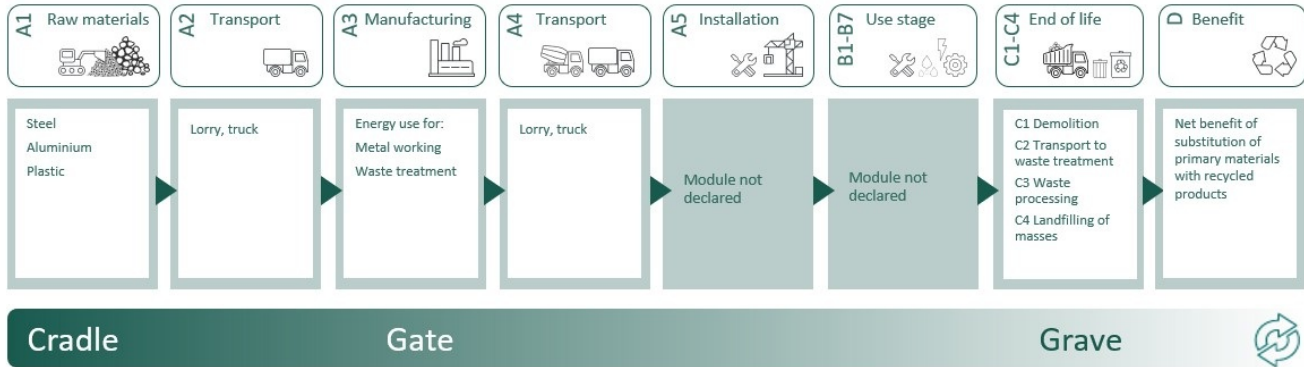 A1 Raw materials
A2 Transport
A3 Manufacturing
A4 Transport
A5 Installation
B1-B7 Use stage
C1-C4 End of life
D Benefit
Steel
Aluminium
Plastic
Lorry, truck
Energy use for:
Metal working
Waste treatment
Lorry, truck
Module not
declared
Module not
declared
C1 Demolition
C2 Transport to
waste treatment
C3 Waste
processing
C4 Landfilling of
masses
Net benefit of
substitution of
primary materials
with recycled
products
Cradle
Gate
Grave